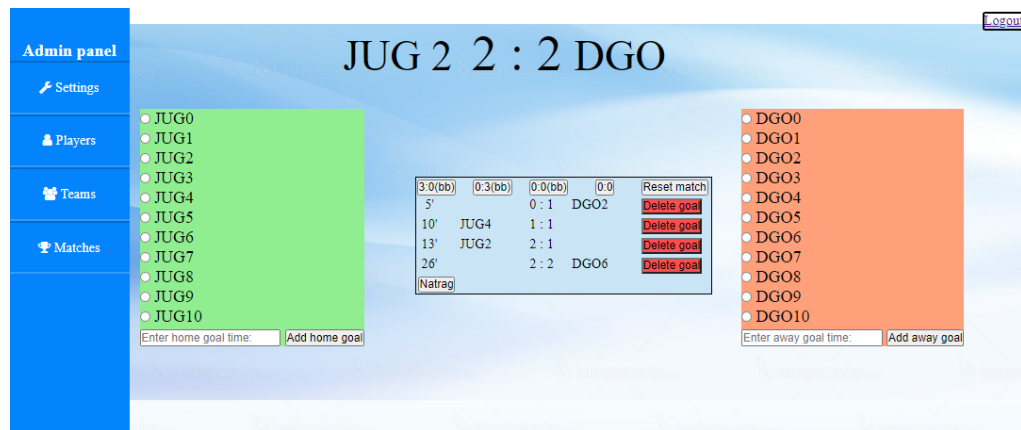 Logout
Admin panel
Settings
Players
Teams
Matches
JUG 2 2 : 2 DGO
JUG0
JUG1
JUG2
JUG3
JUG4
JUG5
JUG6
JUG7
JUG8
JUG9
JUG10
Enter home goal time: Add home goal
3:0(bb) 0:3(bb) 0:0(bb) 0:0 Reset match
5' 0 : 1 DGO2 Delete goal
10' JUG4 1 : 1 Delete goal
13' JUG2 2 : 1 Delete goal
26' 2 : 2 DGO6 Delete goal
Natrag
DGO0
DGO1
DGO2
DGO3
DGO4
DGO5
DGO6
DGO7
DGO8
DGO9
DGO10
Enter away goal time: Add away goal